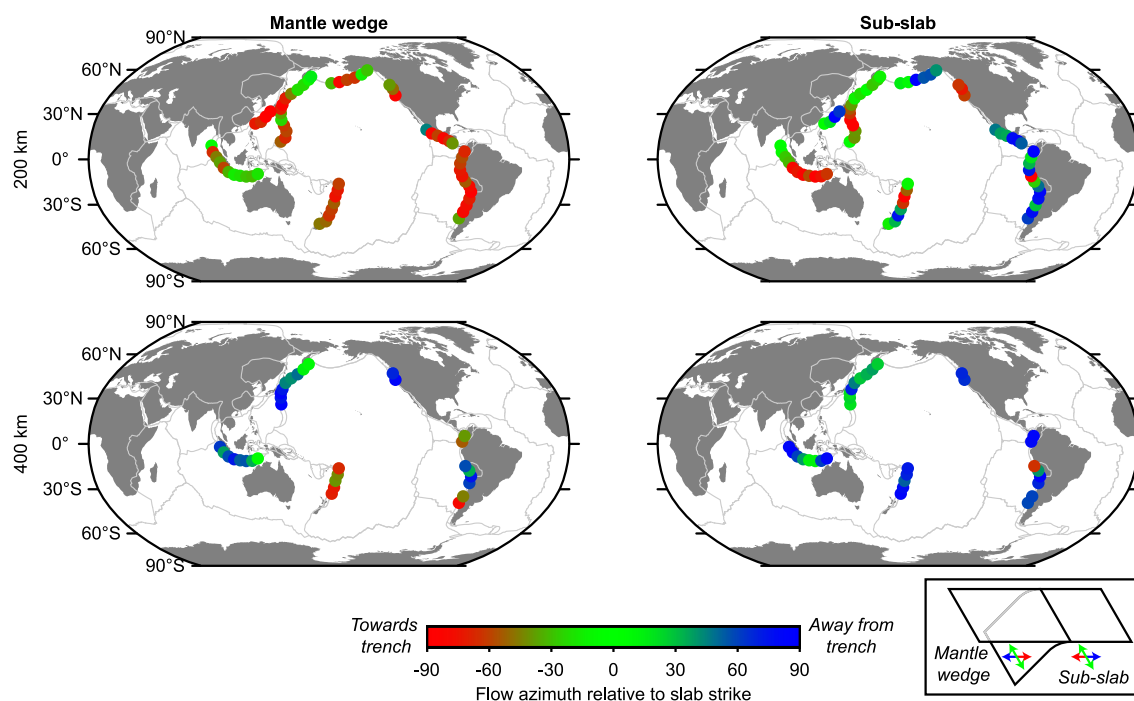 Mantle wedge
Sub-slab
90°N
60°N
30°N
0°
30°S
60°S
90°S
200 km
90°N
60°N
30°N
0°
30°S
60°S
90°S
400 km
Towards trench
Away from trench
-90 -60 -30 0 30 60 90
Flow azimuth relative to slab strike
Mantle wedge
Sub-slab